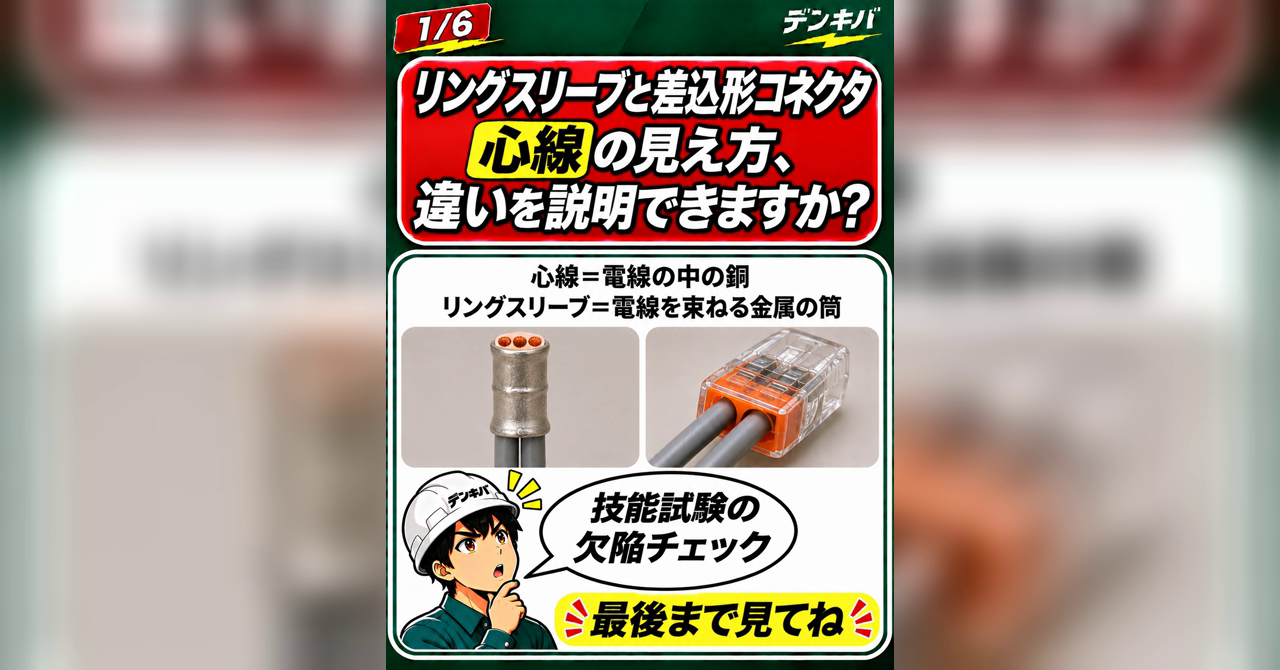 1/6
デンキバ
リングスリーブと差込形コネクタ
心線の見え方、
違いを説明できますか?
心線=電線の中の銅
リングスリーブ=電線を束ねる金属の筒
デンキバ
技能試験の
欠陥チェック
最後まで見てね